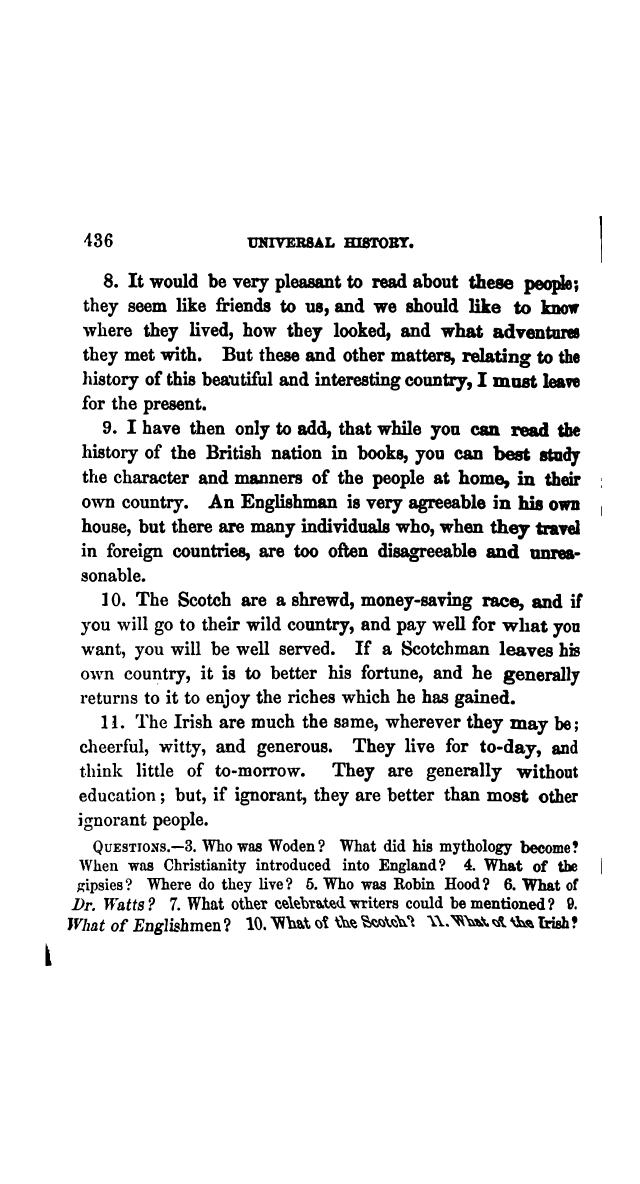 436 UNIVERSAL HISTORY.
8. It would be very pleasant to read about these people;
they seem like friends to us, and we should like to know
where they lived, how they looked, and what adventures
they met with. But these and other matters, relating to the
history of this beautiful and interesting country, I must leave
for the present.
9. I have then only to add, that while you can read the
history of the British nation in books, you can best study
the character and manners of the people at home, in their
own country. An Englishman is very agreeable in his own
house, but there are many individuals who, when they travel
in foreign countries, are too often disagreeable and unrea-
sonable.
10. The Scotch are a shrewd, money-saving race, and if
you will go to their wild country, and pay well for what you
want, you will be well served. If a Scotchman leaves his
own country, it is to better his fortune, and he generally
returns to it to enjoy the riches which he has gained.
11. The Irish are much the same, wherever they may be;
cheerful, witty, and generous. They live for to-day, and
think little of to-morrow. They are generally without
education; but, if ignorant, they are better than most other
ignorant people.
QUESTIONS.—3. Who was Woden? What did his mythology become?
When was Christianity introduced into England? 4. What of the
gipsies? Where do they live? 5. Who was Robin Hood? 6. What of
Dr. Watts? 7. What other celebrated writers could be mentioned? 9.
What of Englishmen? 10. What of the Scotch? 11. What of the Irish?